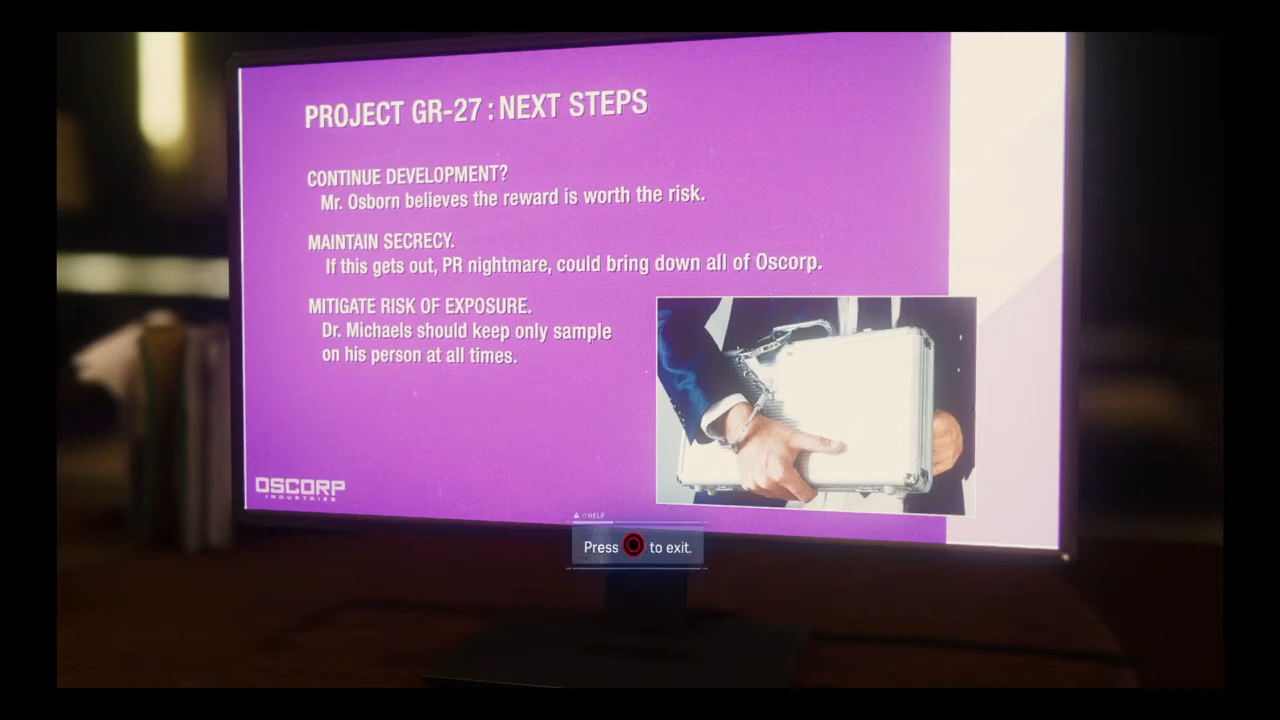 PROJECT GR-27 : NEXT STEPS
CONTINUE DEVELOPMENT?
Mr. Osborn believes the reward is worth the risk.
MAINTAIN SECRECY.
If this gets out, PR nightmare, could bring down all of Oscorp.
MITIGATE RISK OF EXPOSURE.
Dr. Michaels should keep only sample
on his person at all times.
OSCORP
INDUSTRIES
HELP
Press to exit.